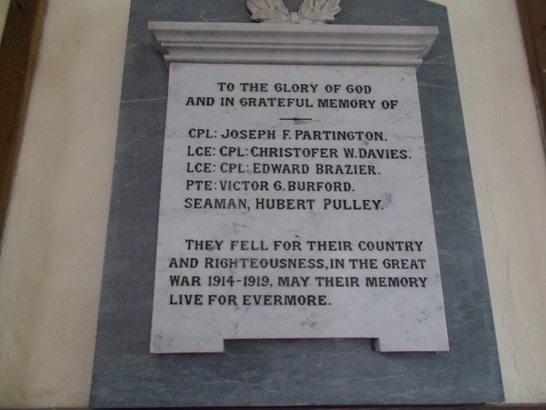 TO THE GLORY OF GOD
AND IN GRATEFUL MEMORY OF
CPL: JOSEPH F. PARTINGTON.
LCE: CPL: CHRISTOFER W. DAVIES.
LCE: CPL: EDWARD BRAZIER.
PTE: VICTOR G. BURFORD.
SEAMAN, HUBERT PULLEY.
THEY FELL FOR THEIR COUNTRY
AND RIGHTEOUSNESS, IN THE GREAT
WAR 1914-1919, MAY THEIR MEMORY
LIVE FOR EVERMORE.